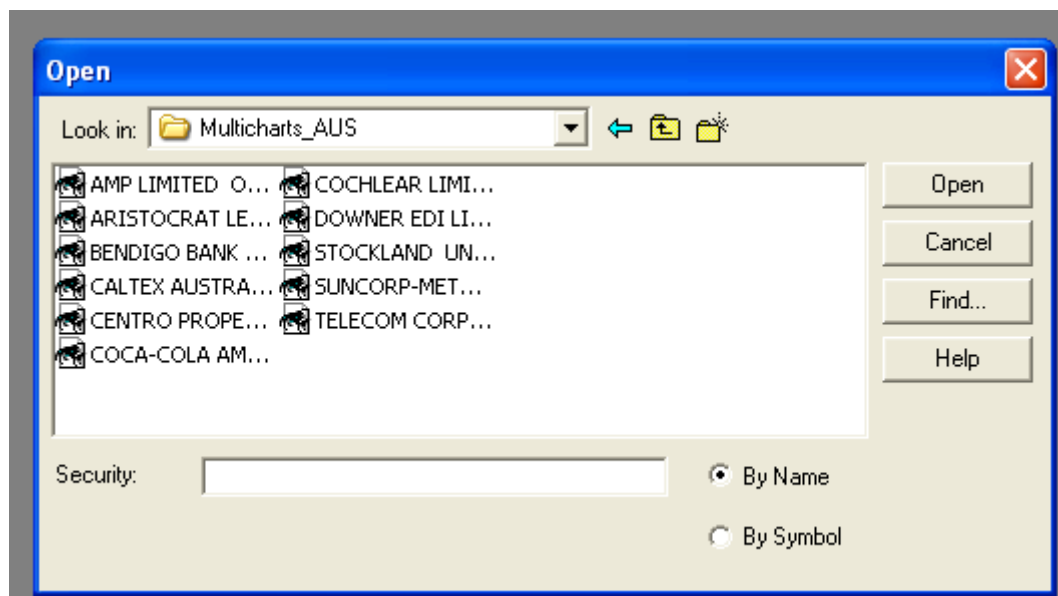 Open
Look in: Multicharts_AUS
AMP LIMITED O...
ARISTOCRAT LE...
BENDIGO BANK ...
CALTEX AUSTRA...
CENTRO PROPE...
COCA-COLA AM...
COCHLEAR LIMI...
DOWNER EDI LI...
STOCKLAND UN...
SUNCORP-MET...
TELECOM CORP...
Open
Cancel
Find...
Help
Security:
By Name
By Symbol